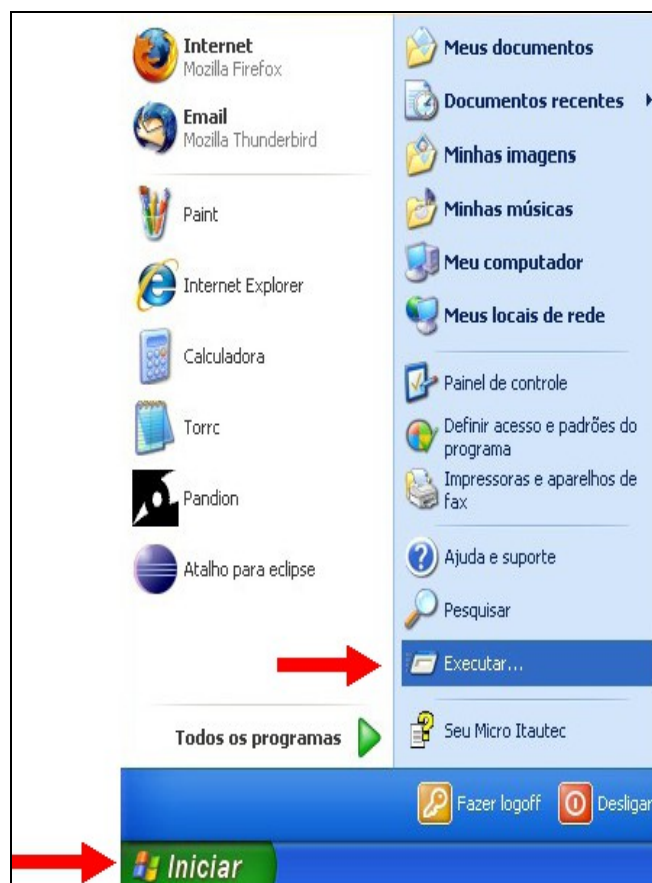 Internet
Mozilla Firefox
Email
Mozilla Thunderbird
Paint
Internet Explorer
Calculadora
Torrc
Pandion
Atalho para eclipse
Todos os programas
Meus documentos
Documentos recentes
Minhas imagens
Minhas músicas
Meu computador
Meus locais de rede
Painel de controle
Definir acesso e padrões do
programa
Impressoras e aparelhos de
fax
Ajuda e suporte
Pesquisar
Executar...
Seu Micro Itautec
Fazer logoff
Desligar
Iniciar